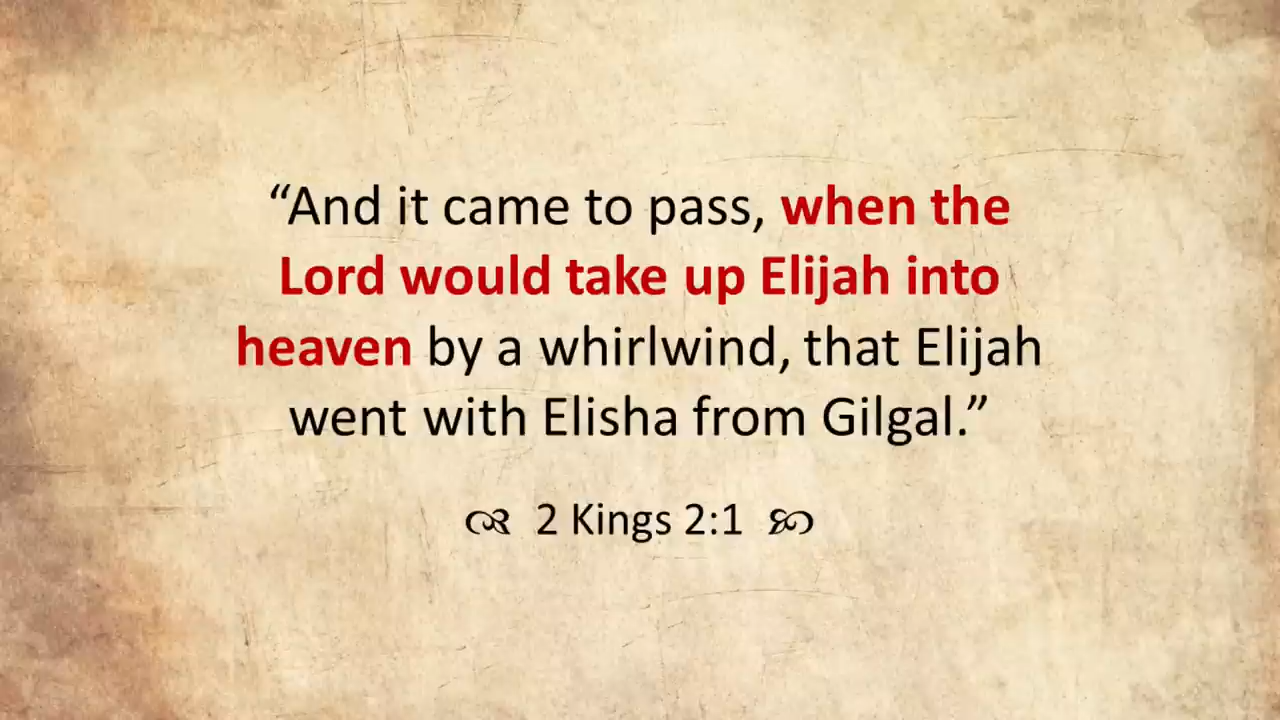 “And it came to pass, when the
Lord would take up Elijah into
heaven by a whirlwind, that Elijah
went with Elisha from Gilgal.”
2 Kings 2:1